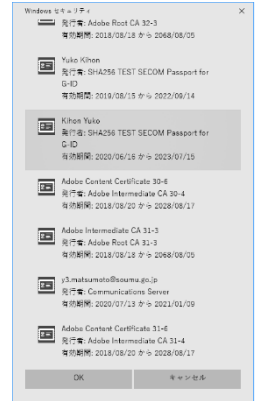 Windows セキュリティ
発行者: Adobe Root CA 32-3
有効期間: 2018/08/18 から 2068/08/05
Yuko Kihon
発行者: SHA256 TEST SECOM Passport for
G-ID
有効期間: 2019/08/15 から 2022/09/14
Kihon Yuko
発行者: SHA256 TEST SECOM Passport for
G-ID
有効期間: 2020/06/16 から 2023/07/15
Adobe Content Certificate 30-6
発行者: Adobe Intermediate CA 30-4
有効期間: 2018/08/20 から 2028/08/17
Adobe Intermediate CA 31-3
発行者: Adobe Root CA 31-3
有効期間: 2018/08/18 から 2068/08/05
y3.matsumoto@soumu.go.jp
発行者: Communications Server
有効期間: 2020/07/13 から 2021/01/09
Adobe Content Certificate 31-6
発行者: Adobe Intermediate CA 31-4
有効期間: 2018/08/20 から 2028/08/17
OK
キャンセル